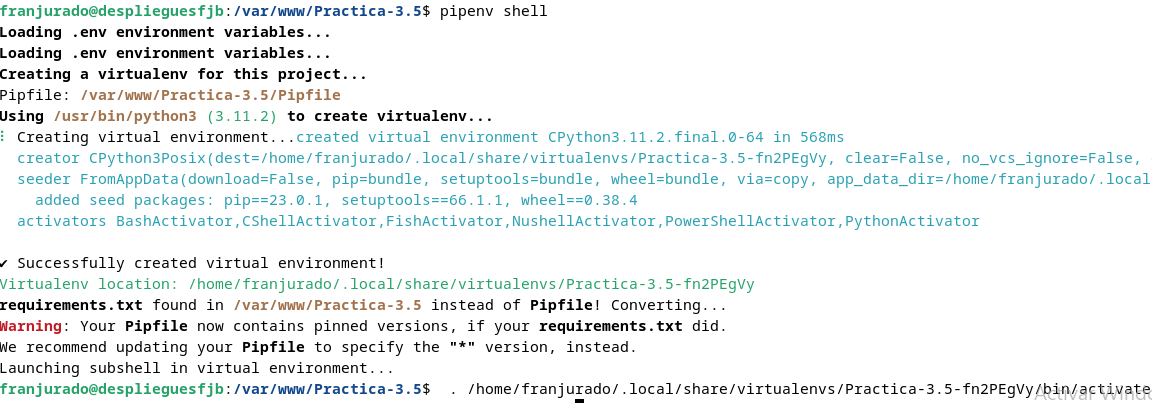 franjurado@desplieguesfjb:/var/www/Practica-3.5$ pipenv shell
Loading .env environment variables...
Loading .env environment variables...
Creating a virtualenv for this project...
Pipfile: /var/www/Practica-3.5/Pipfile
Using /usr/bin/python3 (3.11.2) to create virtualenv...
⠸ Creating virtual environment...created virtual environment CPython3.11.2.final.0-64 in 568ms
  creator CPython3Posix(dest=/home/franjurado/.local/share/virtualenvs/Practica-3.5-fn2PEgVy, clear=False, no_vcs_ignore=False,
  seeder FromAppData(download=False, pip=bundle, setuptools=bundle, wheel=bundle, via=copy, app_data_dir=/home/franjurado/.local
    added seed packages: pip==23.0.1, setuptools==66.1.1, wheel==0.38.4
  activators BashActivator,CShellActivator,FishActivator,NushellActivator,PowerShellActivator,PythonActivator
✔ Successfully created virtual environment!
Virtualenv location: /home/franjurado/.local/share/virtualenvs/Practica-3.5-fn2PEgVy
requirements.txt found in /var/www/Practica-3.5 instead of Pipfile! Converting...
Warning: Your Pipfile now contains pinned versions, if your requirements.txt did.
We recommend updating your Pipfile to specify the "*" version, instead.
Launching subshell in virtual environment...
franjurado@desplieguesfjb:/var/www/Practica-3.5$  . /home/franjurado/.local/share/virtualenvs/Practica-3.5-fn2PEgVy/bin/activate
Activar Windo